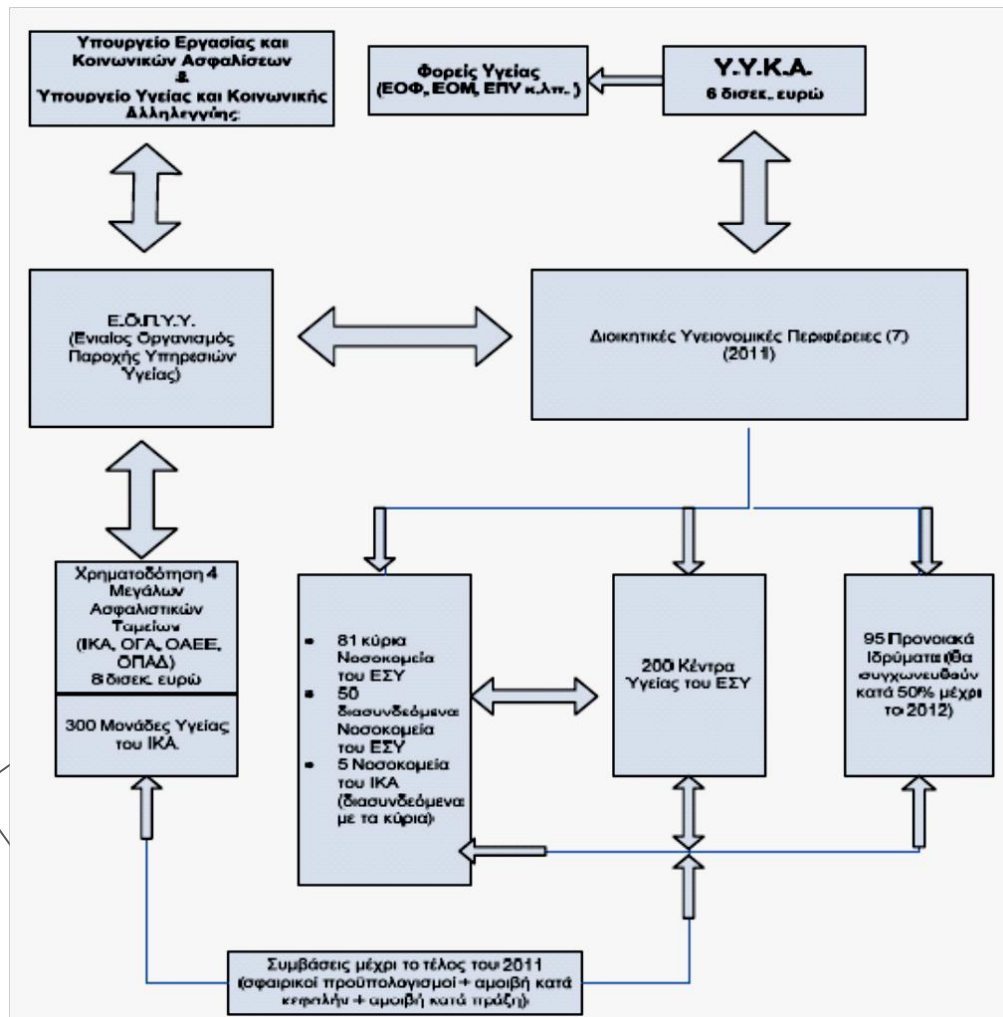 Υπουργείο Εργασίας και
Κοινωνικών Ασφαλίσεων
&
Υπουργείο Υγείας και Κοινωνικής
Αλληλεγγύης
Φορείς Υγείας
(ΕΟΦ, ΕΟΜ, ΕΠΥ κ.λπ. )
Υ.Υ.Κ.Α.
6 δισεκ. ευρώ
Ε.Ο.Π.Υ.Υ.
(Ενιαίος Οργανισμός
Παροχής Υπηρεσιών
Υγείας)
Διοικητικές Υγειονομικές Περιφέρειες (7)
(2011)
Χρηματοδότηση 4
Μεγάλων
Ασφαλιστικών
Ταμείων
(ΙΚΑ, ΟΓΑ, ΟΑΕΕ,
ΟΠΑΔ)
8 δισεκ. ευρώ
300 Μονάδες Υγείας
του ΙΚΑ.
• 81 κύρια
Νοσοκομεία
του ΕΣΥ
• 50
διασυνδεόμενα
Νοσοκομεία
του ΕΣΥ
• 5 Νοσοκομεία
του ΙΚΑ
(διασυνδεόμενα
με τα κύρια)
200 Κέντρα
Υγείας του ΕΣΥ
95 Προνοιακά
Ιδρύματα (θα
συγχωνευθούν
κατά 50% μέχρι
το 2012)
Συμβάσεις μέχρι το τέλος του 2011
(σφαιρικοί προϋπολογισμοί + αμοιβή κατά
κεφαλήν + αμοιβή κατά πράξη)